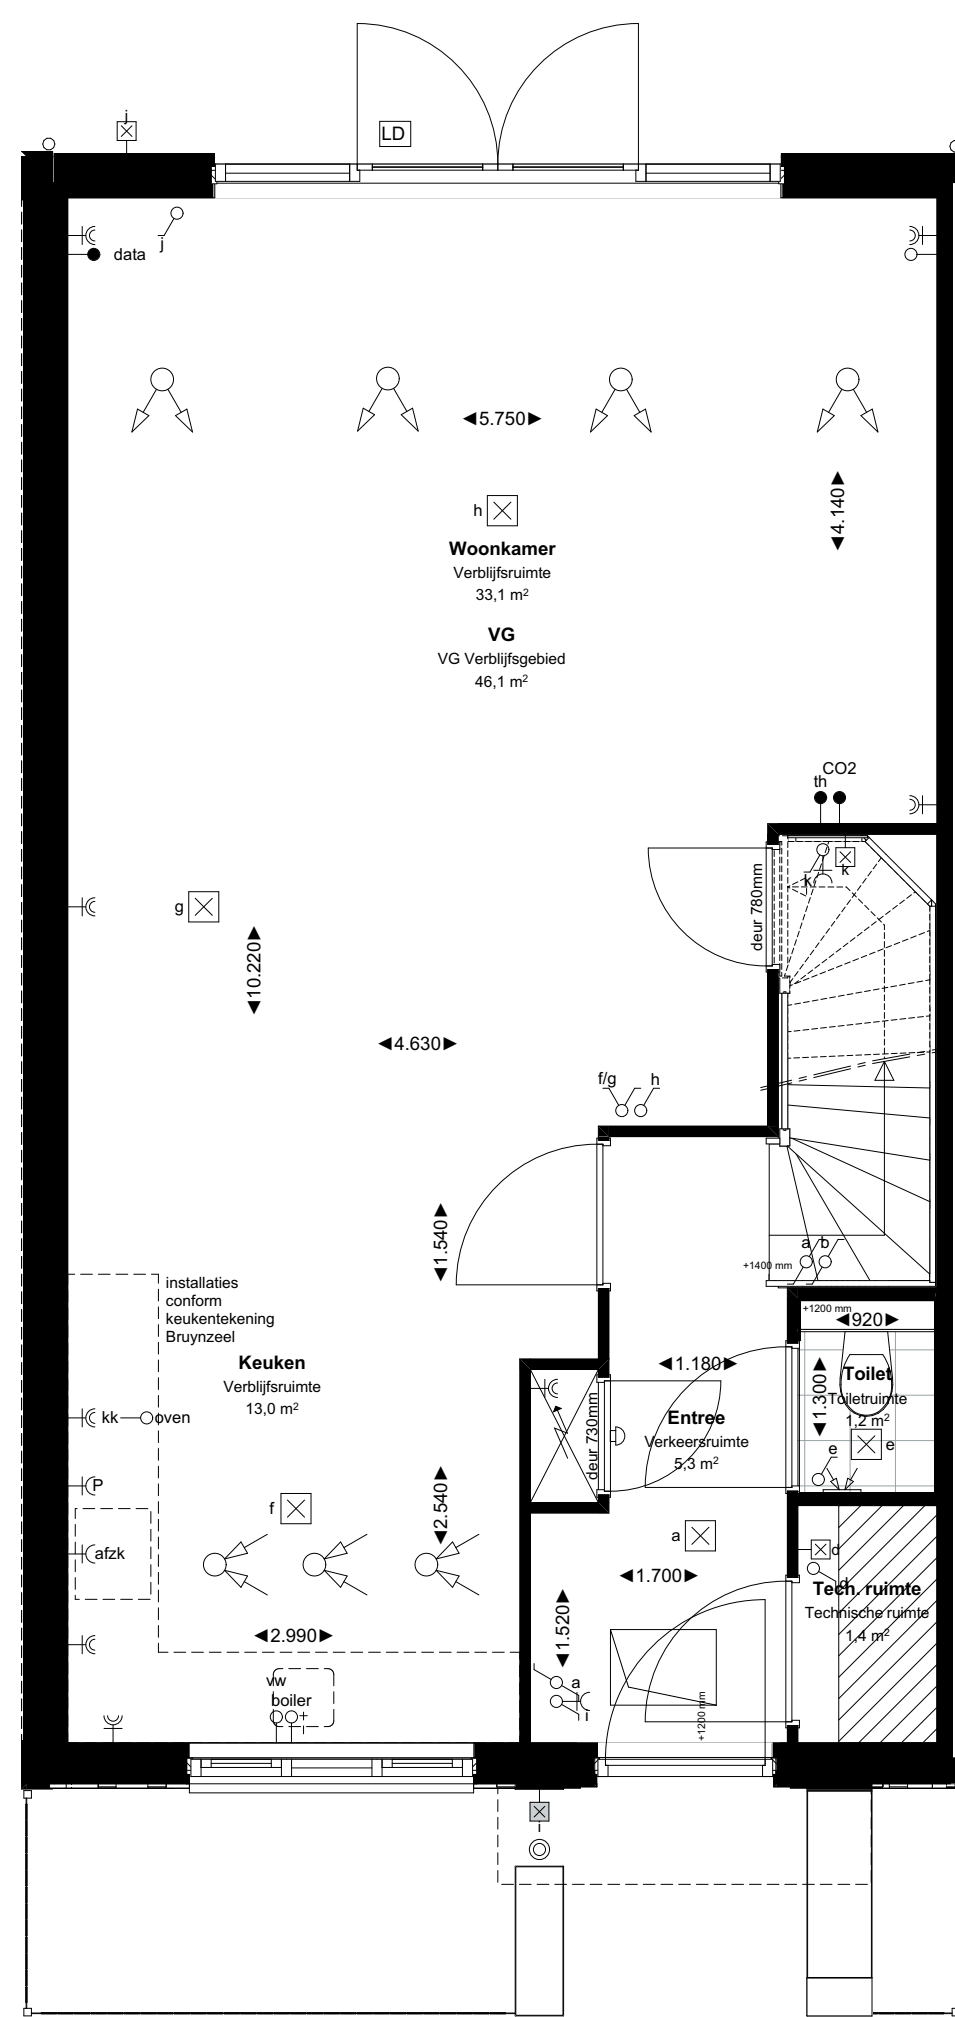 j
LD
data
j
◄5.750►
◄4.140►
h
Woonkamer
Verblijfsruimte
33,1 m²
VG
VG Verblijfsgebied
46,1 m²
CO2
th
k
k
deur 780mm
g
◄10.220►
◄4.630►
f/g
h
◄1.540►
a
b
+1400 mm
installaties
conform
keukentekening
Bruynzeel
+1200 mm
◄920►
Keuken
Verblijfsruimte
13,0 m²
◄1.180►
◄1.300►
Toilet
Toiletruimte
1,2 m²
e
e
kk
oven
deur 730mm
Entree
Verkeersruimte
5,3 m²
P
◄2.540►
f
a
afzk
d
d
◄1.700►
Tech. ruimte
Technische ruimte
1,4 m²
◄1.520►
◄2.990►
a
i
vw
boiler
+1200 mm
i